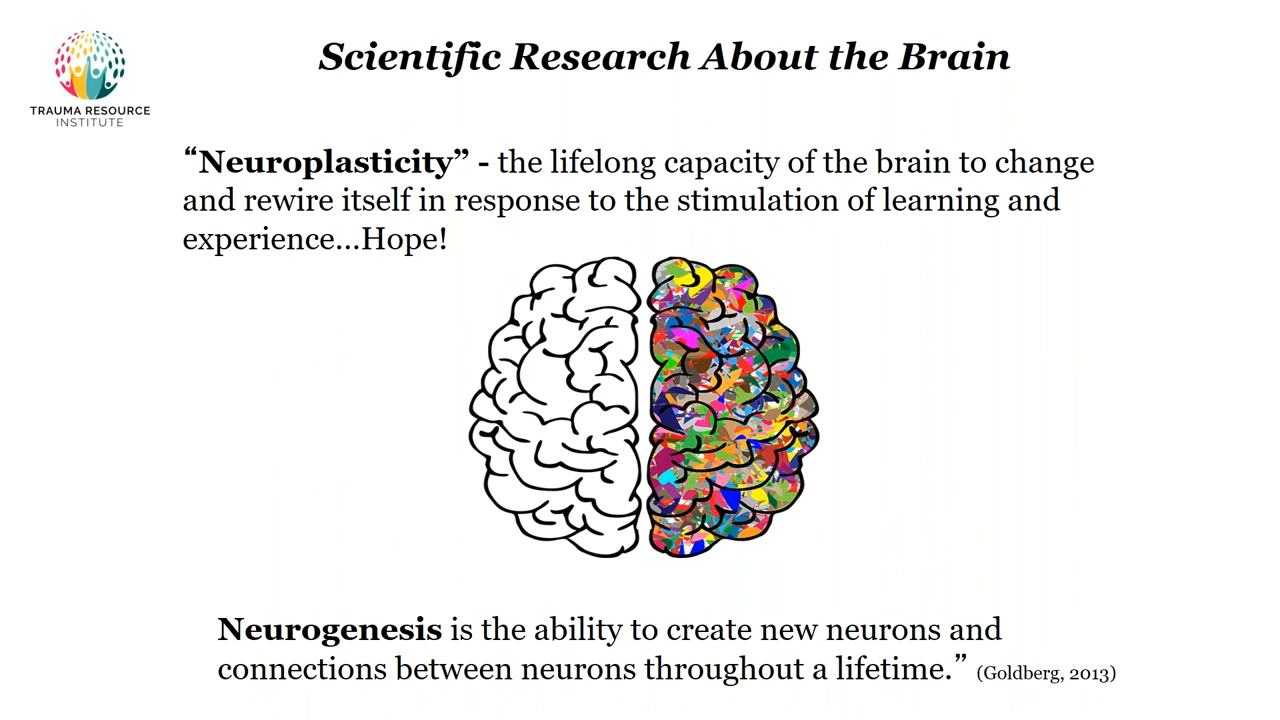 TRAUMA RESOURCE
INSTITUTE
Scientific Research About the Brain
“Neuroplasticity” - the lifelong capacity of the brain to change
and rewire itself in response to the stimulation of learning and
experience…Hope!
Neurogenesis is the ability to create new neurons and
connections between neurons throughout a lifetime.” (Goldberg, 2013)